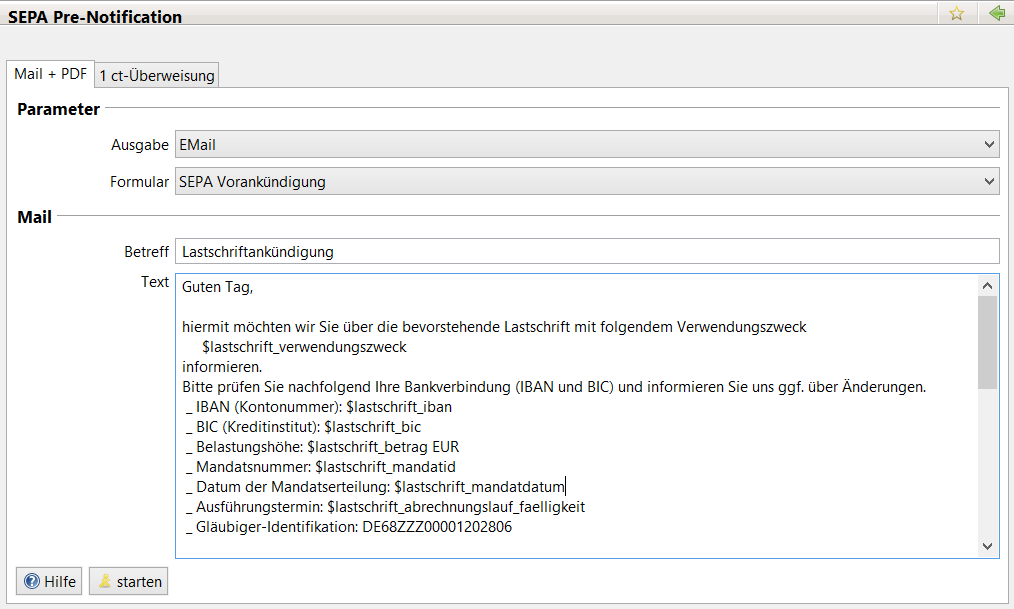 SEPA Pre-Notification
Mail + PDF
1 ct-Überweisung
Parameter
Ausgabe
EMail
Formular
SEPA Vorankündigung
Mail
Betreff
Lastschriftankündigung
Text
Guten Tag,
hiermit möchten wir Sie über die bevorstehende Lastschrift mit folgendem Verwendungszweck
$lastschrift_verwendungszweck
informieren.
Bitte prüfen Sie nachfolgend Ihre Bankverbindung (IBAN und BIC) und informieren Sie uns ggf. über Änderungen.
_ IBAN (Kontonummer): $lastschrift_iban
_ BIC (Kreditinstitut): $lastschrift_bic
_ Belastungshöhe: $lastschrift_betrag EUR
_ Mandatsnummer: $lastschrift_mandatid
_ Datum der Mandatserteilung: $lastschrift_mandatdatum
_ Ausführungstermin: $lastschrift_abrechnungslauf_faelligkeit
_ Gläubiger-Identifikation: DE68ZZZ00001202806
Hilfe
starten